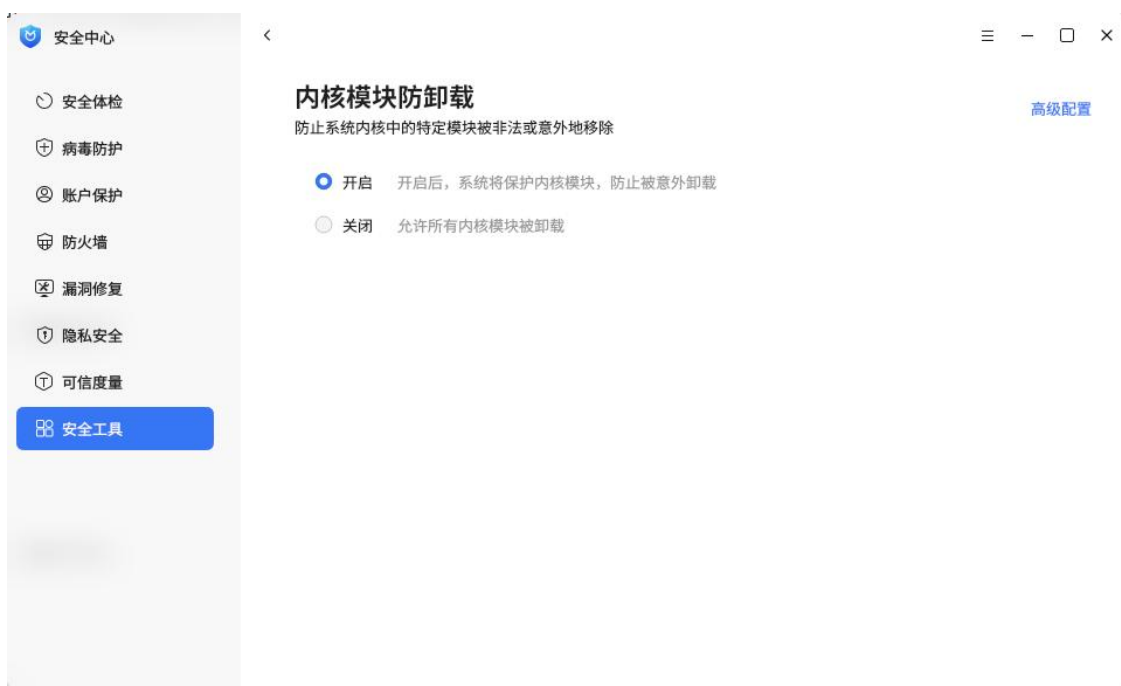 安全中心
安全体检
病毒防护
账户保护
防火墙
漏洞修复
隐私安全
可信度量
安全工具
内核模块防卸载
高级配置
防止系统内核中的特定模块被非法或意外地移除
开启 开启后，系统将保护内核模块，防止被意外卸载
关闭 允许所有内核模块被卸载